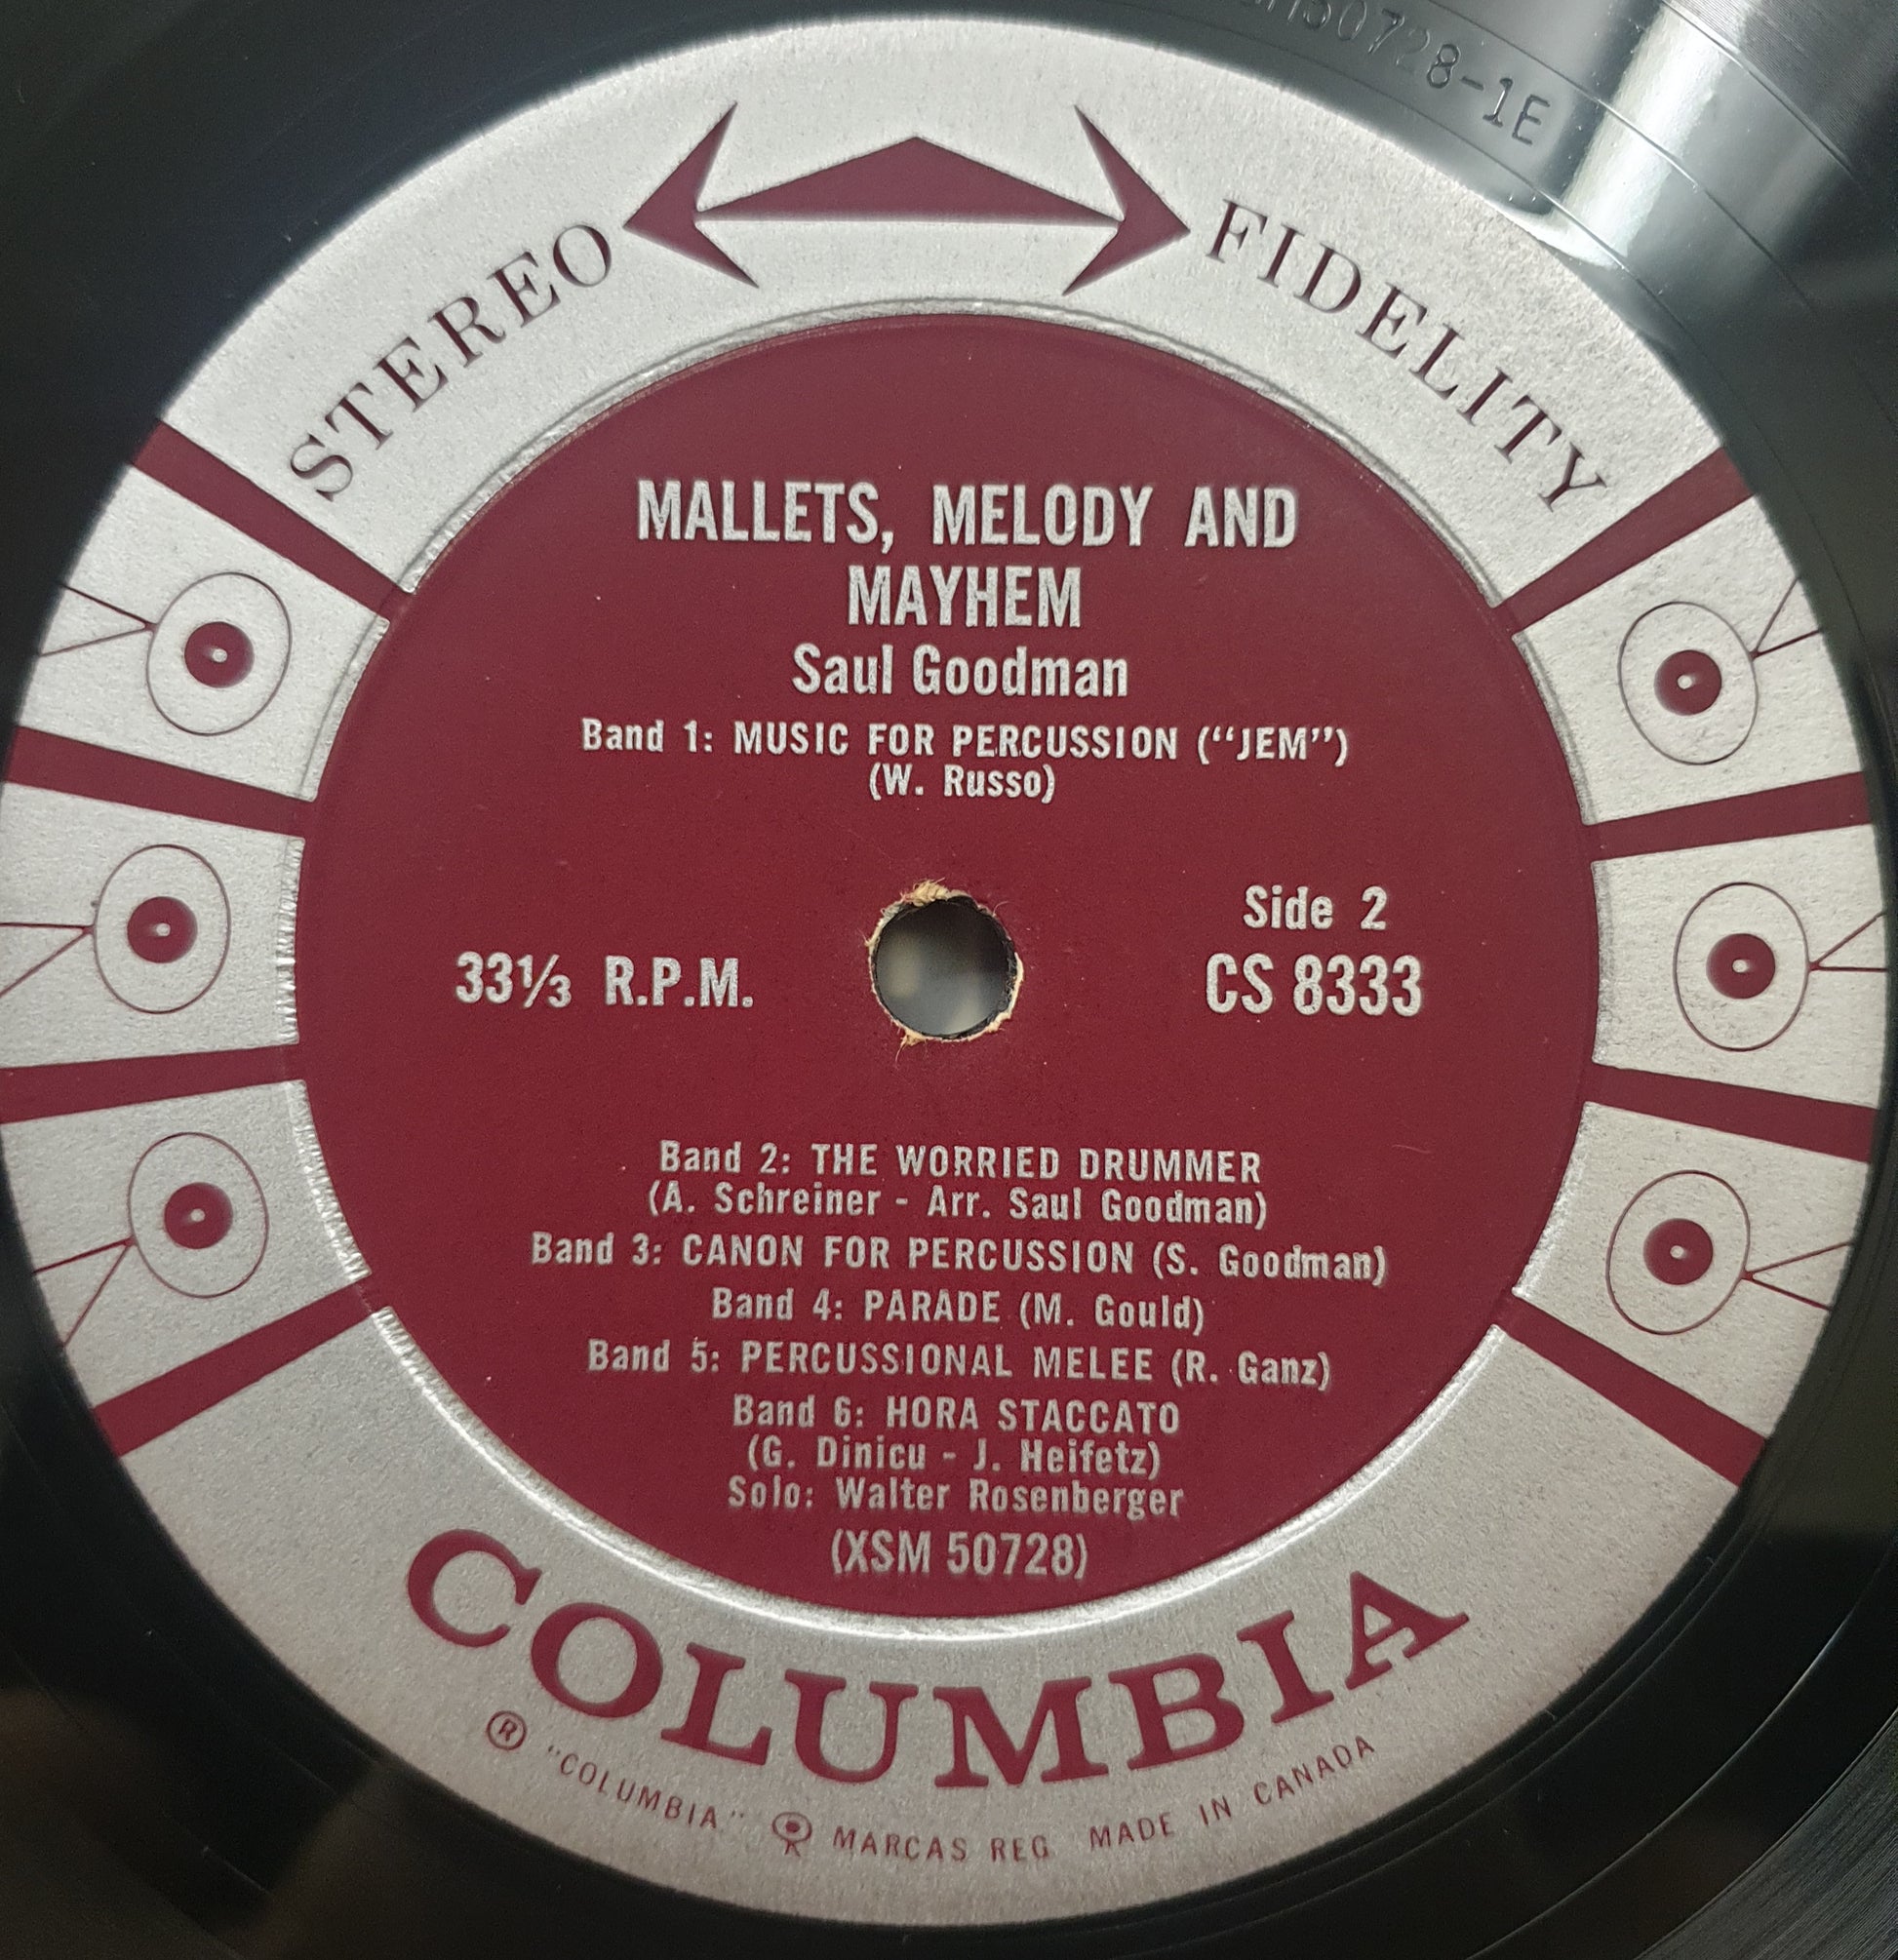 50728-1E
STEREO FIDELITY
MALLETS, MELODY AND
MAYHEM
Saul Goodman
Band 1: MUSIC FOR PERCUSSION (“JEM”)
(W. Russo)
Side 2
33⅓ R.P.M.
CS 8333
Band 2: THE WORRIED DRUMMER
(A. Schreiner - Arr. Saul Goodman)
Band 3: CANON FOR PERCUSSION (S. Goodman)
Band 4: PARADE (M. Gould)
Band 5: PERCUSSIONAL MELEE (R. Ganz)
Band 6: HORA STACCATO
(G. Dinicu - J. Heifetz)
Solo: Walter Rosenberger
(XSM 50728)
COLUMBIA
® "COLUMBIA" MARCAS REG MADE IN CANADA